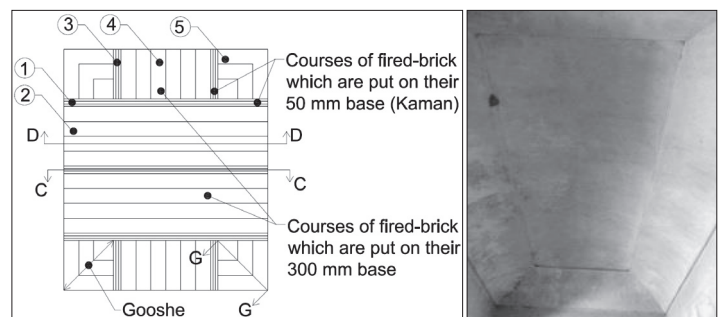 ③ ④ ⑤
①
②
Courses of fired-brick
which are put on their
50 mm base (Kaman)
D D
C C
Courses of fired-brick
which are put on their
300 mm base
G
Gooshe G